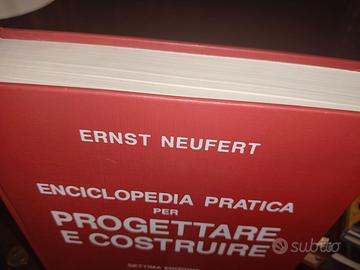 ERNST NEUFERT
ENCICLOPEDIA PRATICA
PER
PROGETTARE
E COSTRUIRE
SETTIMA EDIZIONE
subito